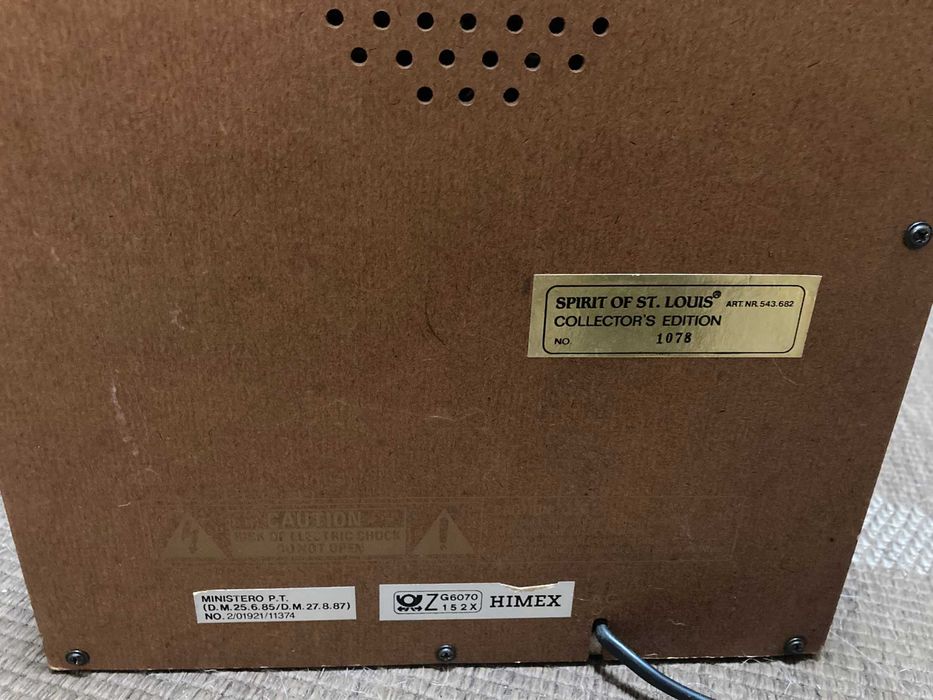 SPIRIT OF ST. LOUIS® ART. NR. 543.682
COLLECTOR'S EDITION
NO. 1078
CAUTION
RISK OF ELECTRIC SHOCK
DO NOT OPEN
MINISTERO P.T.
(D.M.25.6.85/D.M.27.8.87)
NO. 2/01921/11374
Z G6070
152X
HIMEX